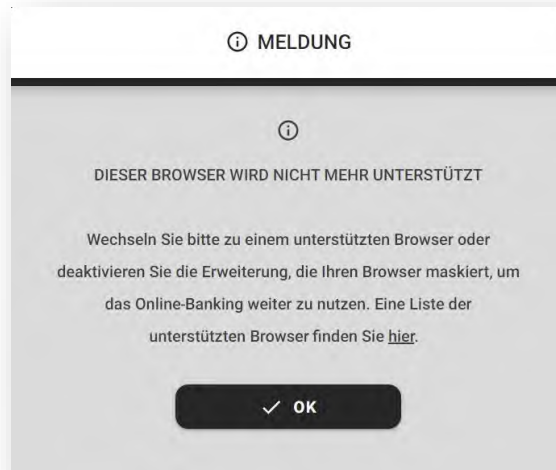 MELDUNG
DIESER BROWSER WIRD NICHT MEHR UNTERSTÜTZT
Wechseln Sie bitte zu einem unterstützten Browser oder
deaktivieren Sie die Erweiterung, die Ihren Browser maskiert, um
das Online-Banking weiter zu nutzen. Eine Liste der
unterstützten Browser finden Sie hier.
OK